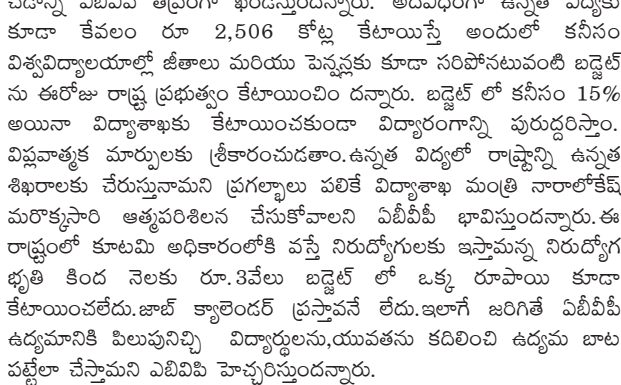 చడాన్ని ఏబీవీపీ తీవ్రంగా ఖండిస్తుందన్నారు. అదేవిధంగా ఉన్నత విద్యకు
కూడా కేవలం రూ 2,506 కోట్ల కేటాయిస్తే అందులో కనీసం
విశ్వవిద్యాలయాల్లో జీతాలు మరియు పెన్షన్లకు కూడా సరిపోనటువంటి బడ్జెట్
ను ఈరోజు రాష్ట్ర ప్రభుత్వం కేటాయించిం దన్నారు. బడ్జెట్ లో కనీసం 15%
అయినా విద్యాశాఖకు కేటాయించకుండా విద్యారంగాన్ని పురుద్దరిస్తాం.
విప్లవాత్మక మార్పులకు శ్రీకారంచుడతాం.ఉన్నత విద్యలో రాష్ట్రాన్ని ఉన్నత
శిఖరాలకు చేరుస్తునామని ప్రగల్భాలు పలికే విద్యాశాఖ మంత్రి నారాలోకేష్
మరొక్కసారి ఆత్మపరిశీలన చేసుకోవాలని ఏబీవీపీ భావిస్తుందన్నారు.ఈ
రాష్ట్రంలో కూటమి అధికారంలోకి వస్తే నిరుద్యోగులకు ఇస్తామన్న నిరుద్యోగ
భృతి కింద నెలకు రూ.3వేలు బడ్జెట్ లో ఒక్క రూపాయి కూడా
కేటాయించలేదు.జాబ్ క్యాలెండర్ ప్రస్తావనే లేదు.ఇలాగే జరిగితే ఏబీవీపీ
ఉద్యమానికి పిలుపునిచ్చి విద్యార్థులను,యువతను కదిలించి ఉద్యమ బాట
పట్టేలా చేస్తామని ఎబివిపి హెచ్చరిస్తుందన్నారు.